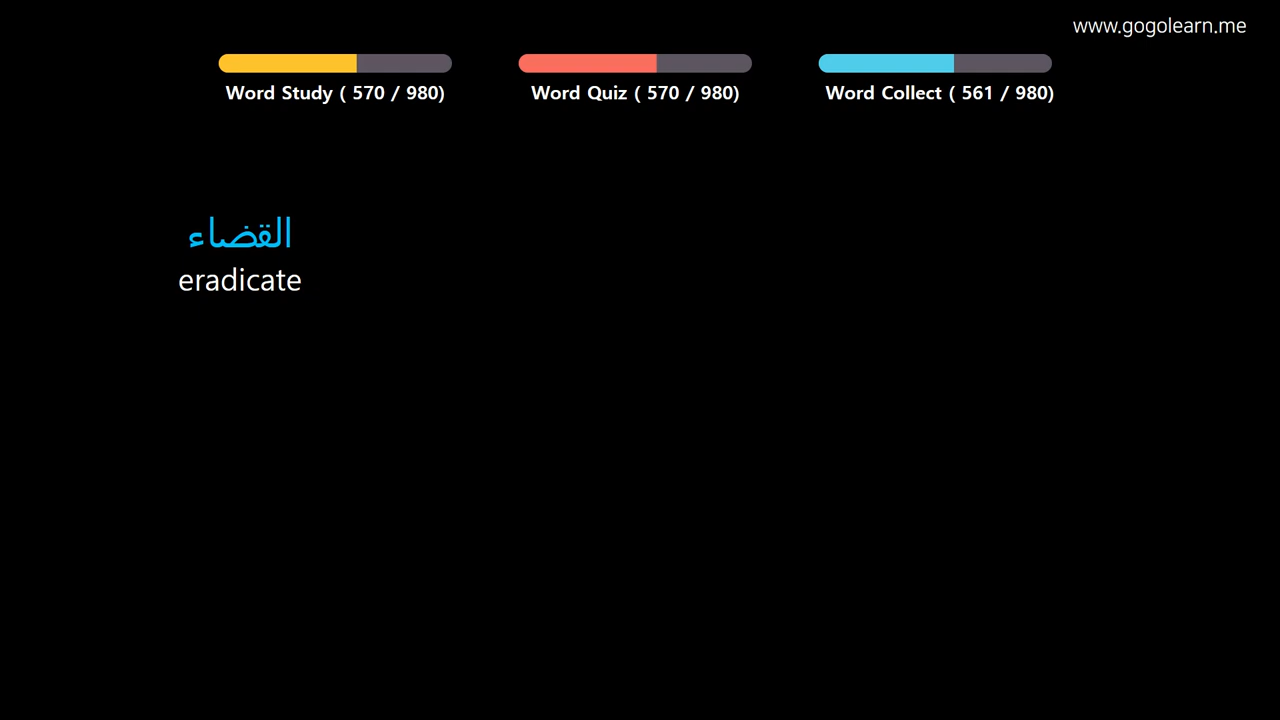 www.gogolearn.me
Word Study ( 570 / 980)
Word Quiz ( 570 / 980)
Word Collect ( 561 / 980)
القضاء
eradicate